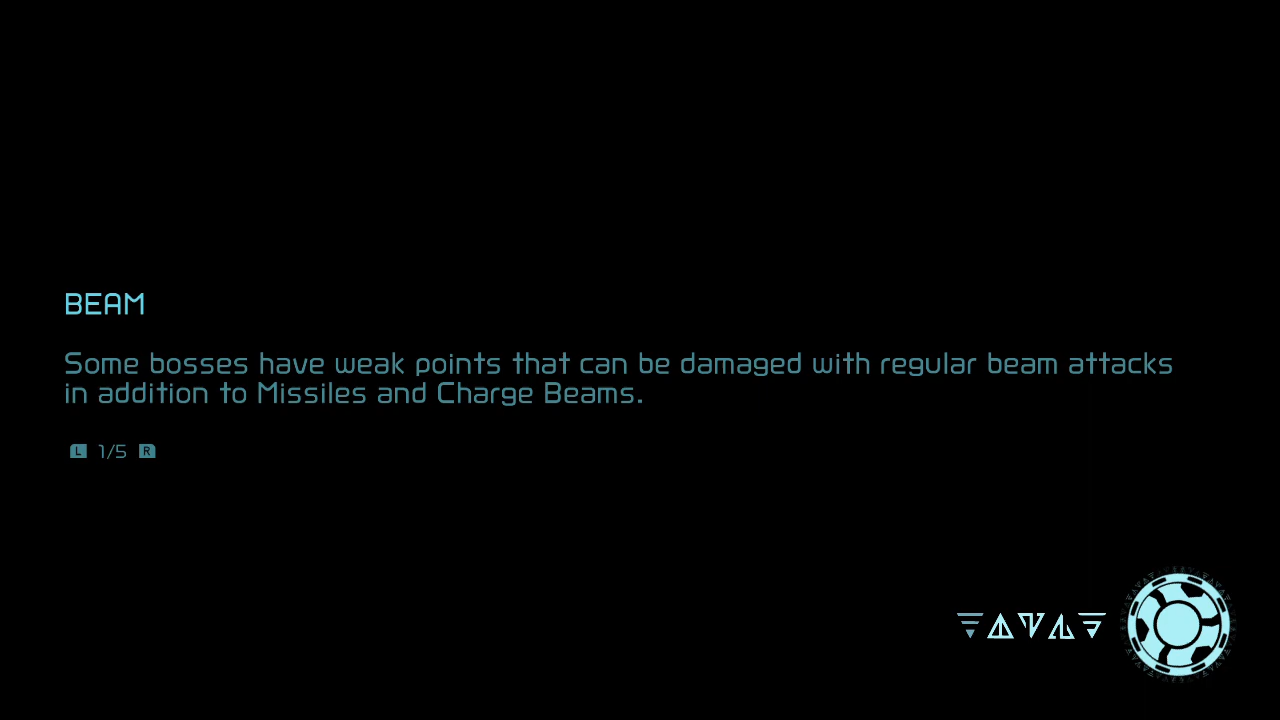 BEAM
Some bosses have weak points that can be damaged with regular beam attacks
in addition to Missiles and Charge Beams.
L 1/5 R